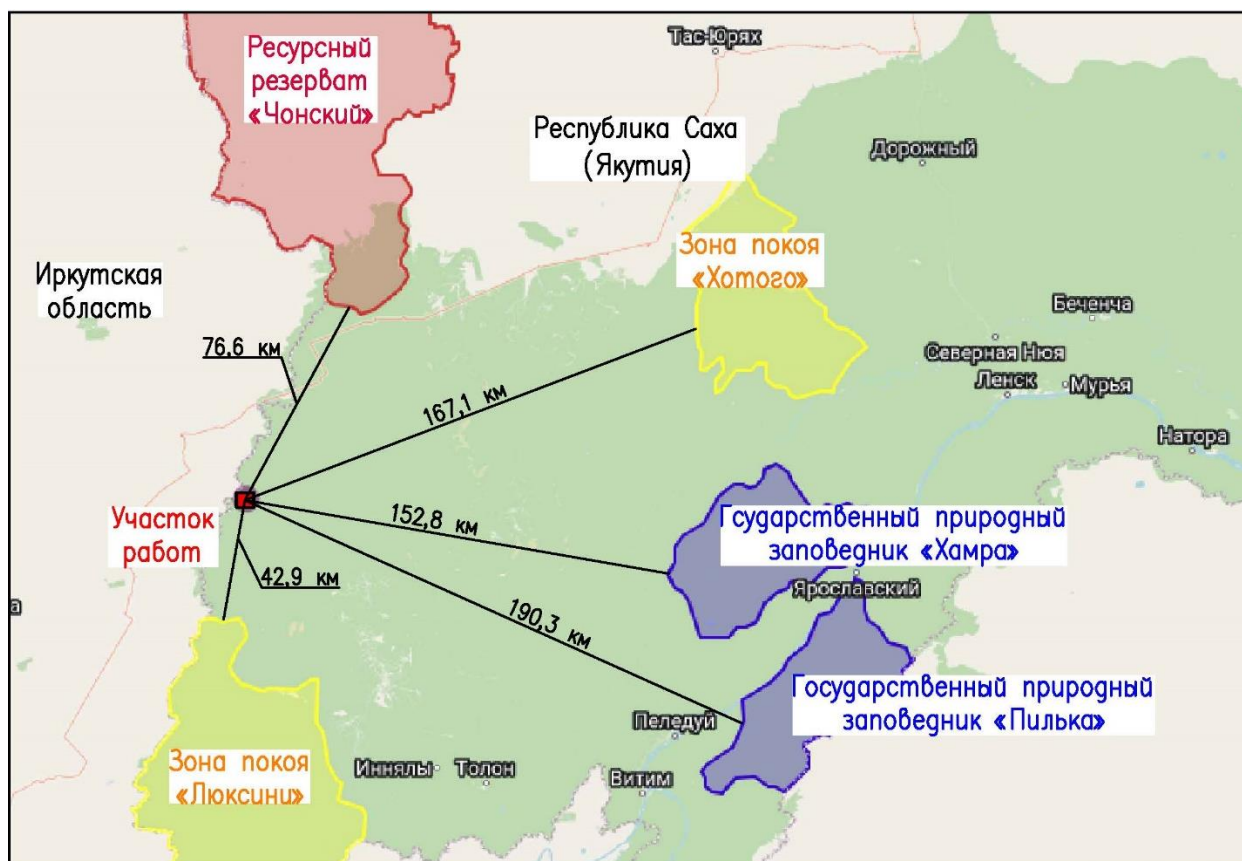 Ресурсный
резерват
«Чонский»
Тас-Юрях
Республика Саха
(Якутия)
Дорожный
Зона покоя
«Хотого»
Иркутская
область
Беченча
Северная Нюя
Ленск
Мурья
76,6 км
167,1 км
Натора
Участок
работ
152,8 км
Гсударственный природный
заповедник «Хамра»
42,9 км
Ярославский
190,3 км
а
Государственный природный
заповедник «Пилька»
Пеледуй
Зона покоя
«Люксини»
Иннялы
Толон
Витим